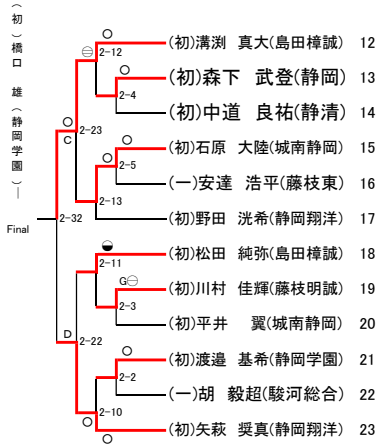 (初)橋口　雄(静岡学園)
(初)溝渕　真大(島田樟誠)　12
2-12
(初)森下　武登(静岡)　13
2-4
(初)中道　良祐(静清)　14
C
2-23
(初)石原　大陸(城南静岡)　15
2-5
(一)安達　浩平(藤枝東)　16
2-13
(初)野田　洸希(静岡翔洋)　17
2-32
Final
(初)松田　純弥(島田樟誠)　18
2-11
G
(初)川村　佳輝(藤枝明誠)　19
2-3
(初)平井　翼(城南静岡)　20
D
2-22
(初)渡邉　基希(静岡学園)　21
2-2
(一)胡　毅超(駿河総合)　22
2-10
(初)矢萩　奨真(静岡翔洋)　23